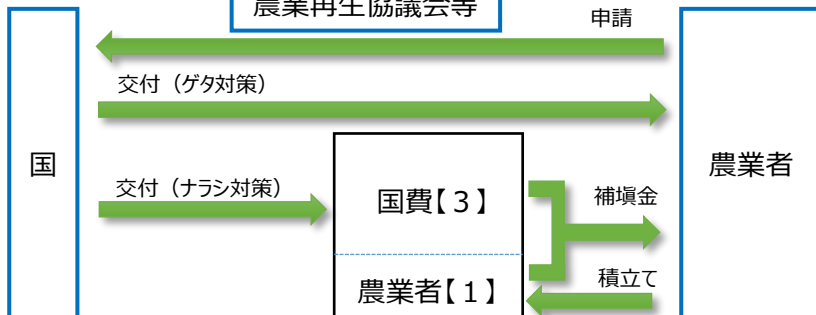 農業再生協議会等
申請
交付（ゲタ対策）
国
農業者
交付（ナラシ対策）
国費【３】
補塡金
積立て
農業者【１】